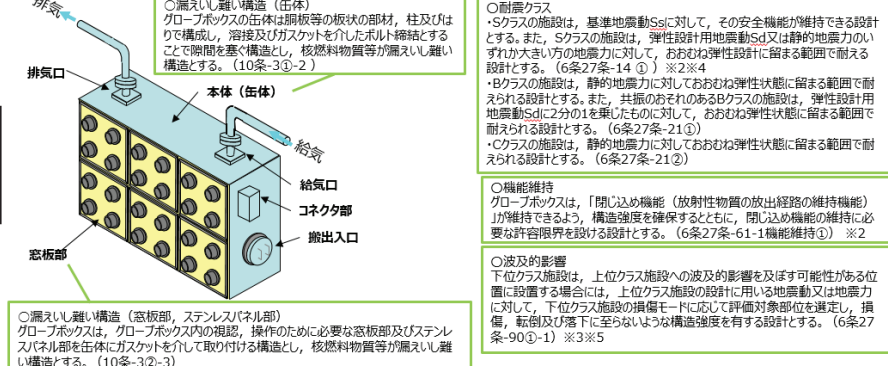 ○漏えいし難い構造（缶体）
グローブボックスの缶体は胴板等の板状の部材，柱及びは
りで構成し，溶接及びガスケットを介したボルト締結とする
ことで隙間を塞ぐ構造とし，核燃料物質等が漏えいし難い
構造とする。（10条-3①-2 ）
排気
排気口
本体（缶体）
給気
給気口
コネクタ部
搬出入口
窓板部
○漏えいし難い構造（窓板部，ステンレスパネル部）
グローブボックスは，グローブボックス内の視認，操作のために必要な窓板部及びステンレ
スパネル部を缶体にガスケットを介して取り付ける構造とし，核燃料物質等が漏えいし難
い構造とする。（10条-3②-3）
○耐震クラス
・Sクラスの施設は，基準地震動Ssに対して，その安全機能が維持できる設計
とする。また，Sクラスの施設は，弾性設計用地震動Sd又は静的地震力のい
ずれか大きい方の地震力に対して，おおむね弾性設計に留まる範囲で耐える
設計とする。（6条27条-14 ① ）※2※4
・Bクラスの施設は，静的地震力に対しておおむね弾性状態に留まる範囲で耐
えられる設計とする。また，共振のおそれのあるBクラスの施設は，弾性設計用
地震動Sdに2分の1を乗じたものに対して，おおむね弾性状態に留まる範囲で
耐えられる設計とする。（6条27条-21①）
・Cクラスの施設は，静的地震力に対しておおむね弾性状態に留まる範囲で耐
えられる設計とする。（6条27条-21②）
○機能維持
グローブボックスは，「閉じ込め機能（放射性物質の放出経路の維持機能）
」が維持できるよう，構造強度を確保するとともに，閉じ込め機能の維持に必
要な許容限界を設ける設計とする。（6条27条-61-1機能維持①） ※2
○波及的影響
下位クラス施設は，上位クラス施設への波及的影響を及ぼす可能性がある位
置に設置する場合には，上位クラス施設の設計に用いる地震動又は地震力
に対して，下位クラス施設の損傷モードに応じて評価対象部位を選定し，損
傷，転倒及び落下に至らないような構造強度を有する設計とする。（6条27
条-90①-1）※3※5